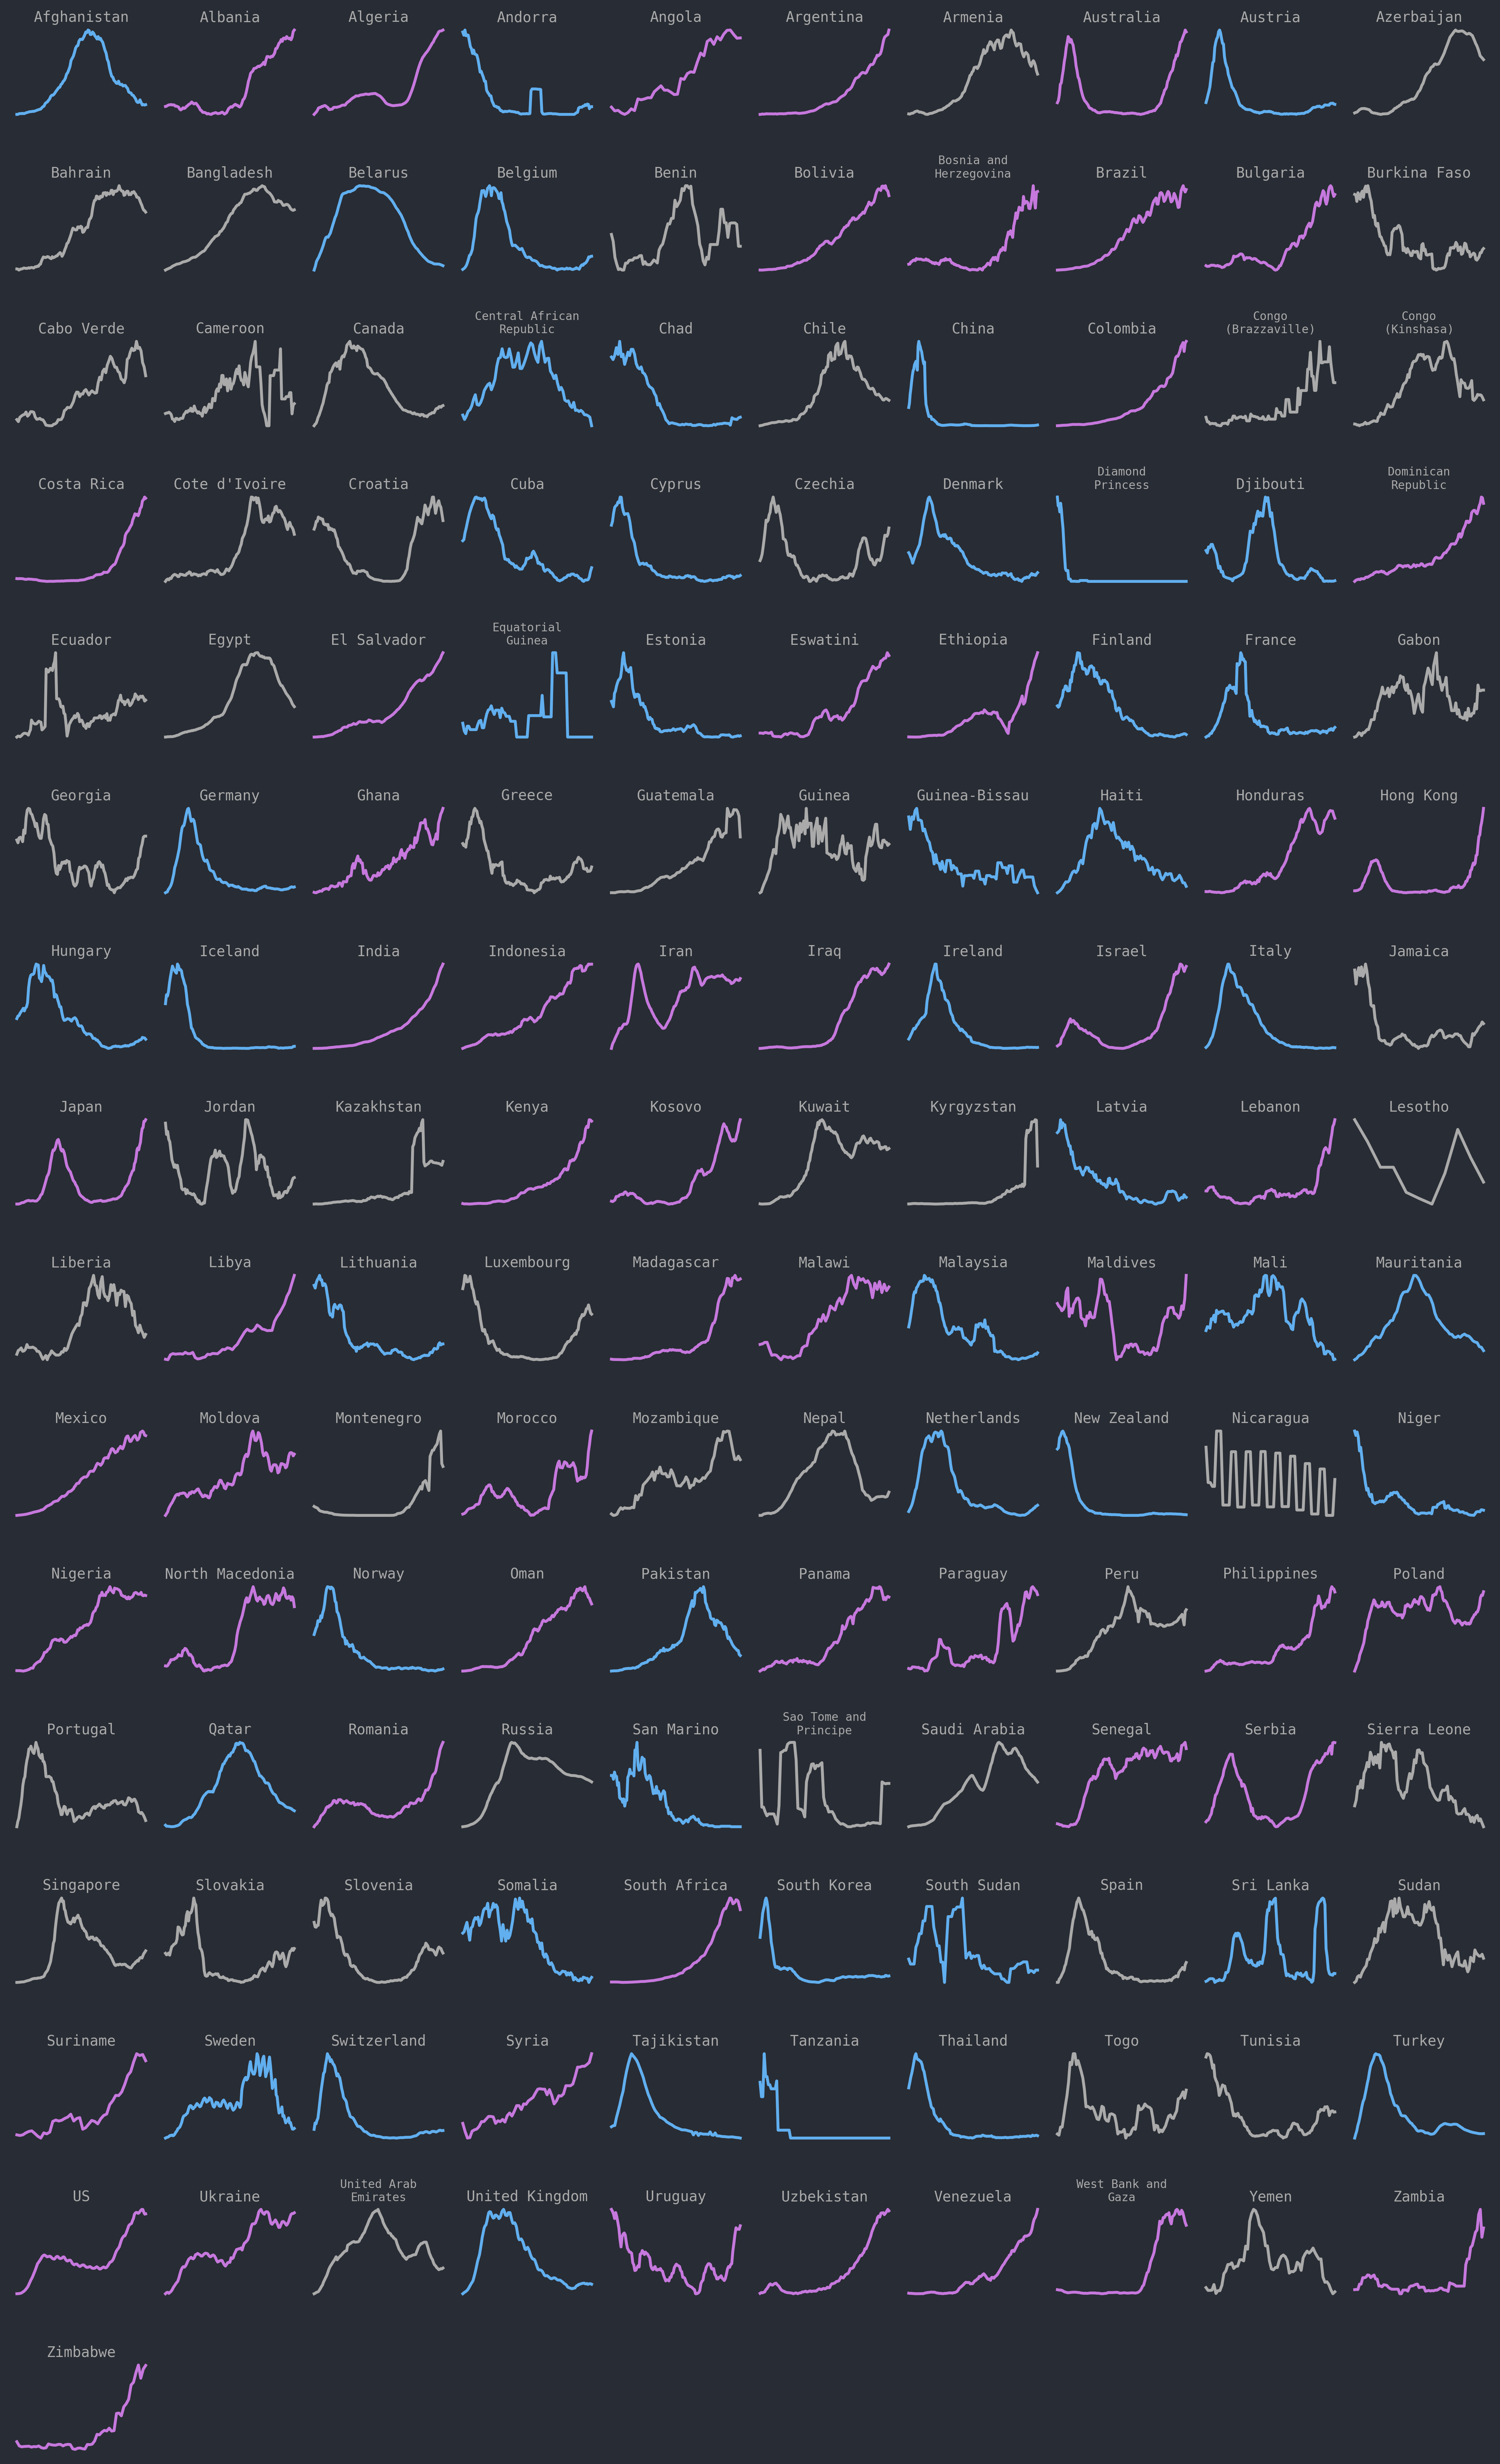 Afghanistan
Albania
Algeria
Andorra
Angola
Argentina
Armenia
Australia
Austria
Azerbaijan
Bahrain
Bangladesh
Belarus
Belgium
Benin
Bolivia
Bosnia and
Herzegovina
Brazil
Bulgaria
Burkina Faso
Cabo Verde
Cameroon
Canada
Central African
Republic
Chad
Chile
China
Colombia
Congo
(Brazzaville)
Congo
(Kinshasa)
Costa Rica
Cote d'Ivoire
Croatia
Cuba
Cyprus
Czechia
Denmark
Diamond
Princess
Djibouti
Dominican
Republic
Ecuador
Egypt
El Salvador
Equatorial
Guinea
Estonia
Eswatini
Ethiopia
Finland
France
Gabon
Georgia
Germany
Ghana
Greece
Guatemala
Guinea
Guinea-Bissau
Haiti
Honduras
Hong Kong
Hungary
Iceland
India
Indonesia
Iran
Iraq
Ireland
Israel
Italy
Jamaica
Japan
Jordan
Kazakhstan
Kenya
Kosovo
Kuwait
Kyrgyzstan
Latvia
Lebanon
Lesotho
Liberia
Libya
Lithuania
Luxembourg
Madagascar
Malawi
Malaysia
Maldives
Mali
Mauritania
Mexico
Moldova
Montenegro
Morocco
Mozambique
Nepal
Netherlands
New Zealand
Nicaragua
Niger
Nigeria
North Macedonia
Norway
Oman
Pakistan
Panama
Paraguay
Peru
Philippines
Poland
Portugal
Qatar
Romania
Russia
San Marino
Sao Tome and
Principe
Saudi Arabia
Senegal
Serbia
Sierra Leone
Singapore
Slovakia
Slovenia
Somalia
South Africa
South Korea
South Sudan
Spain
Sri Lanka
Sudan
Suriname
Sweden
Switzerland
Syria
Tajikistan
Tanzania
Thailand
Togo
Tunisia
Turkey
US
Ukraine
United Arab
Emirates
United Kingdom
Uruguay
Uzbekistan
Venezuela
West Bank and
Gaza
Yemen
Zambia
Zimbabwe